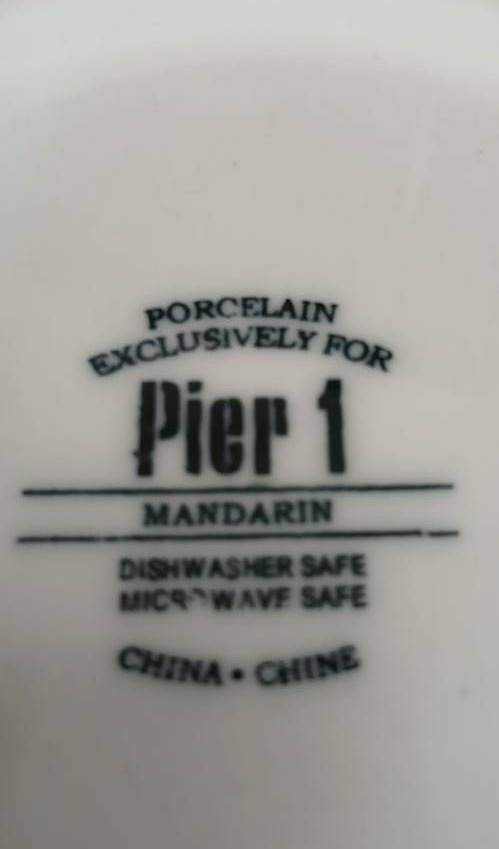 PORCELAIN
EXCLUSIVELY FOR
Pier 1
MANDARIN
DISHWASHER SAFE
MICROWAVE SAFE
CHINA • CHINE